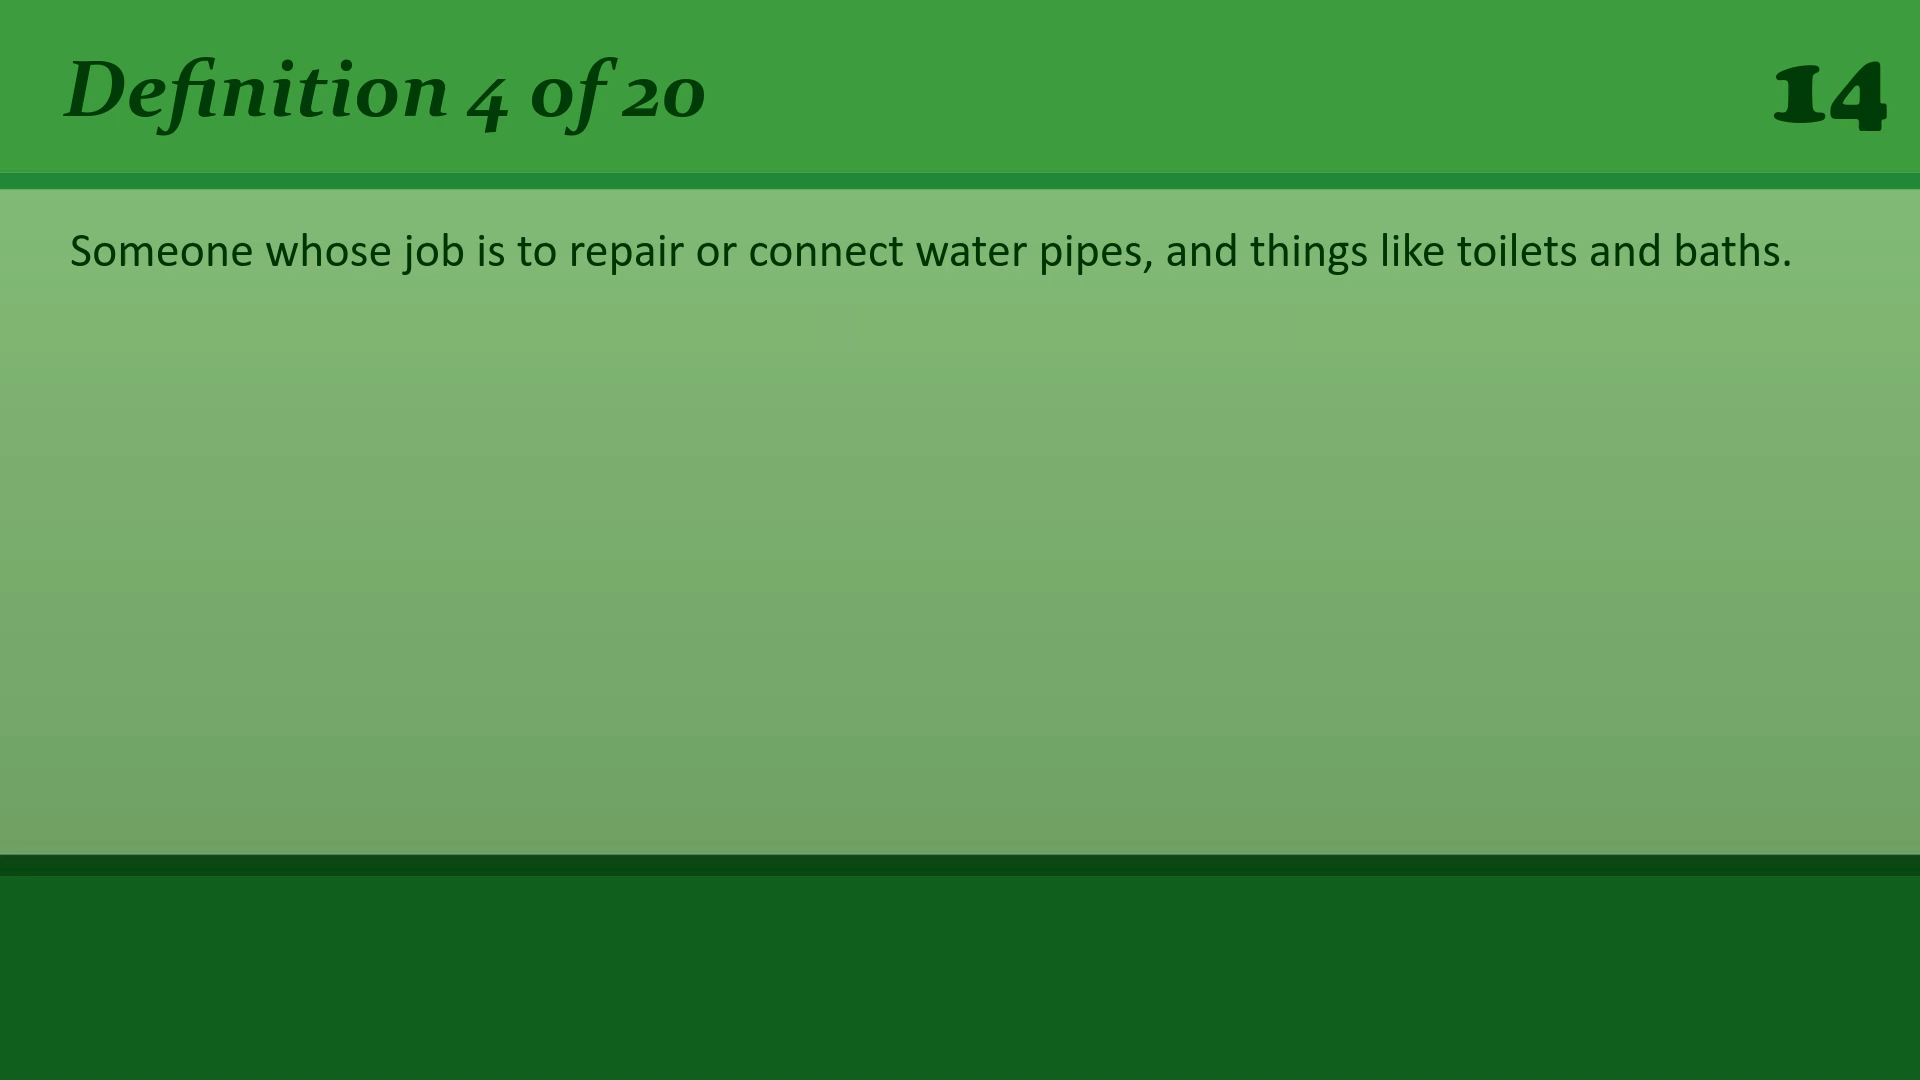 Definition 4 of 20
14
Someone whose job is to repair or connect water pipes, and things like toilets and baths.